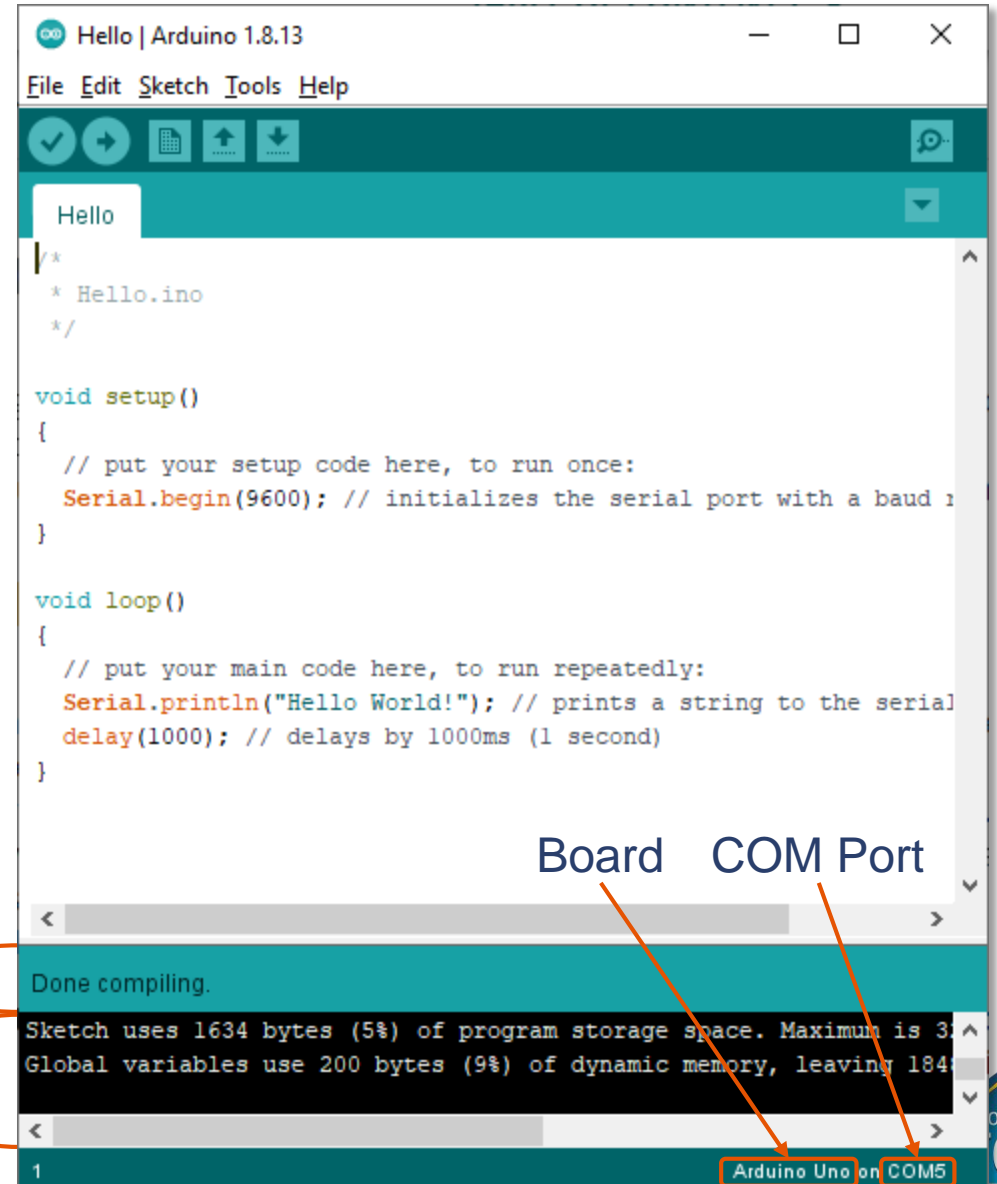 Hello | Arduino 1.8.13
File Edit Sketch Tools Help
Hello
/*
 * Hello.ino
 */
void setup()
{
  // put your setup code here, to run once:
  Serial.begin(9600); // initializes the serial port with a baud
}
void loop()
{
  // put your main code here, to run repeatedly:
  Serial.println("Hello World!"); // prints a string to the serial
  delay(1000); // delays by 1000ms (1 second)
}
Board COM Port
Done compiling.
Sketch uses 1634 bytes (5%) of program storage space. Maximum is
Global variables use 200 bytes (9%) of dynamic memory, leaving
1 Arduino Uno on COM5